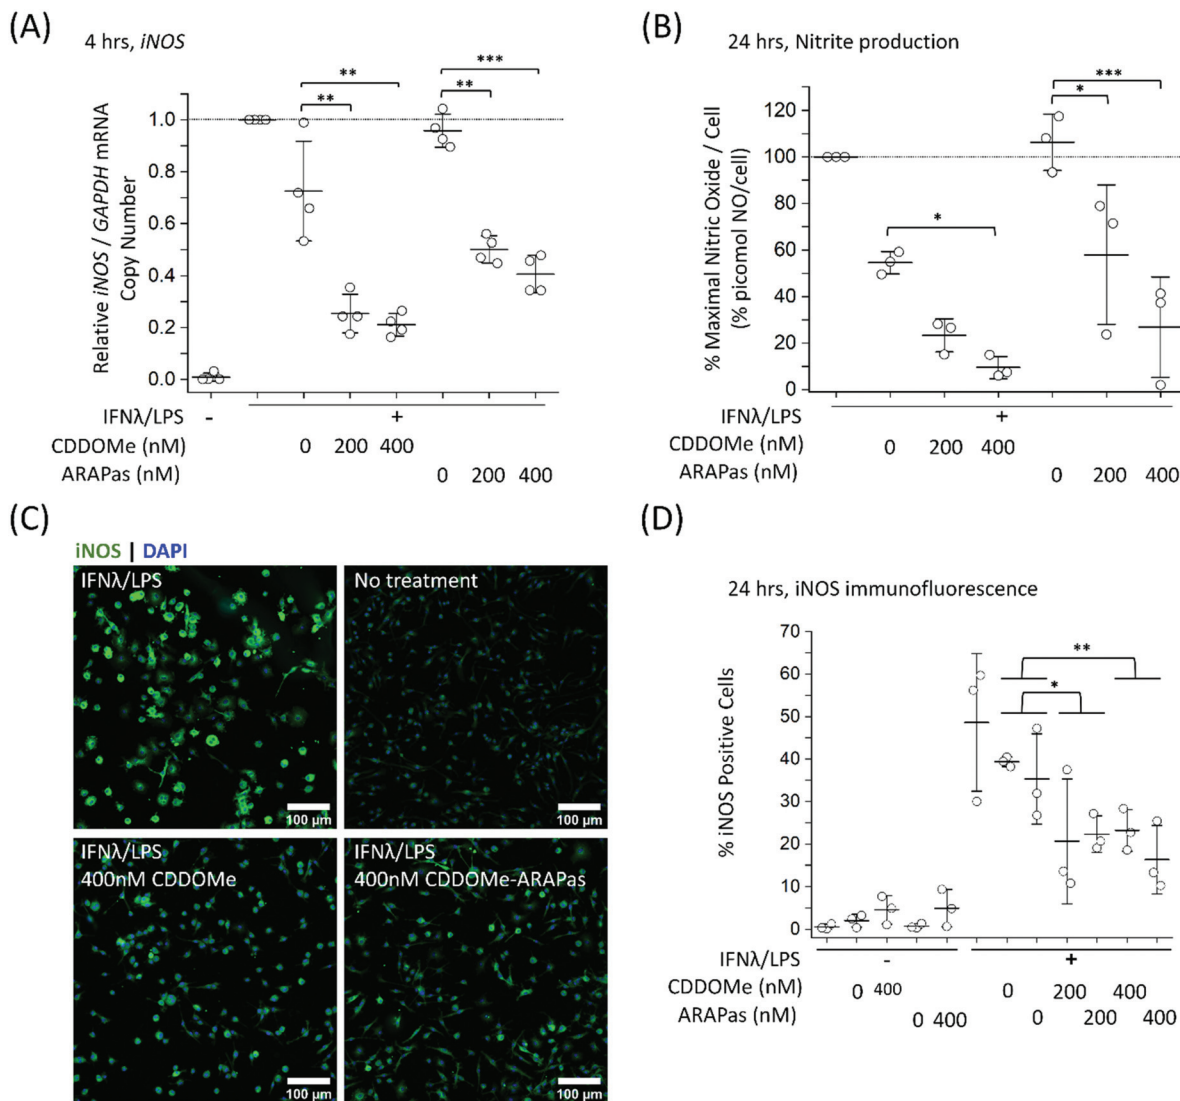 (A)
4 hrs, iNOS
** ***
** **
Relative iNOS / GAPDH mRNA
Copy Number
1.0
0.8
0.6
0.4
0.2
0.0
IFNλ/LPS - +
CDDOMe (nM) 0 200 400
ARAPas (nM) 0 200 400
(B)
24 hrs, Nitrite production
***
*
*
% Maximal Nitric Oxide / Cell
(% picomol NO/cell)
120
100
80
60
40
20
0
IFNλ/LPS +
CDDOMe (nM) 0 200 400
ARAPas (nM) 0 200 400
(C)
iNOS | DAPI
IFNλ/LPS
100 µm
No treatment
100 µm
IFNλ/LPS
400nM CDDOMe
100 µm
IFNλ/LPS
400nM CDDOMe-ARAPas
100 µm
(D)
24 hrs, iNOS immunofluorescence
**
*
% iNOS Positive Cells
70
60
50
40
30
20
10
0
IFNλ/LPS - +
CDDOMe (nM) 0 400 0 200 400
ARAPas (nM) 0 400 0 200 400